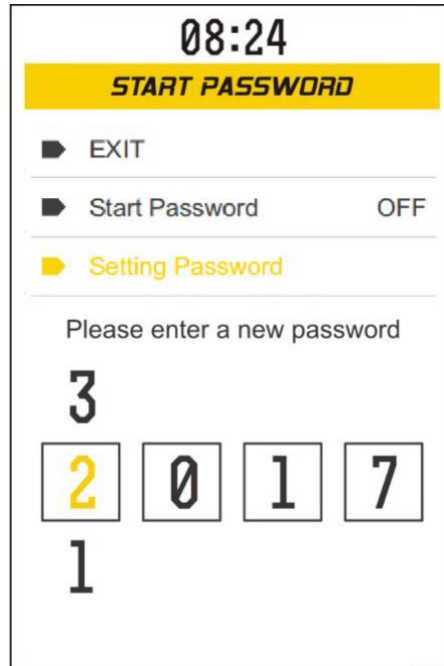 08:24
START PASSWORD
EXIT
Start Password OFF
Setting Password
Please enter a new password
3
2 0 1 7
1